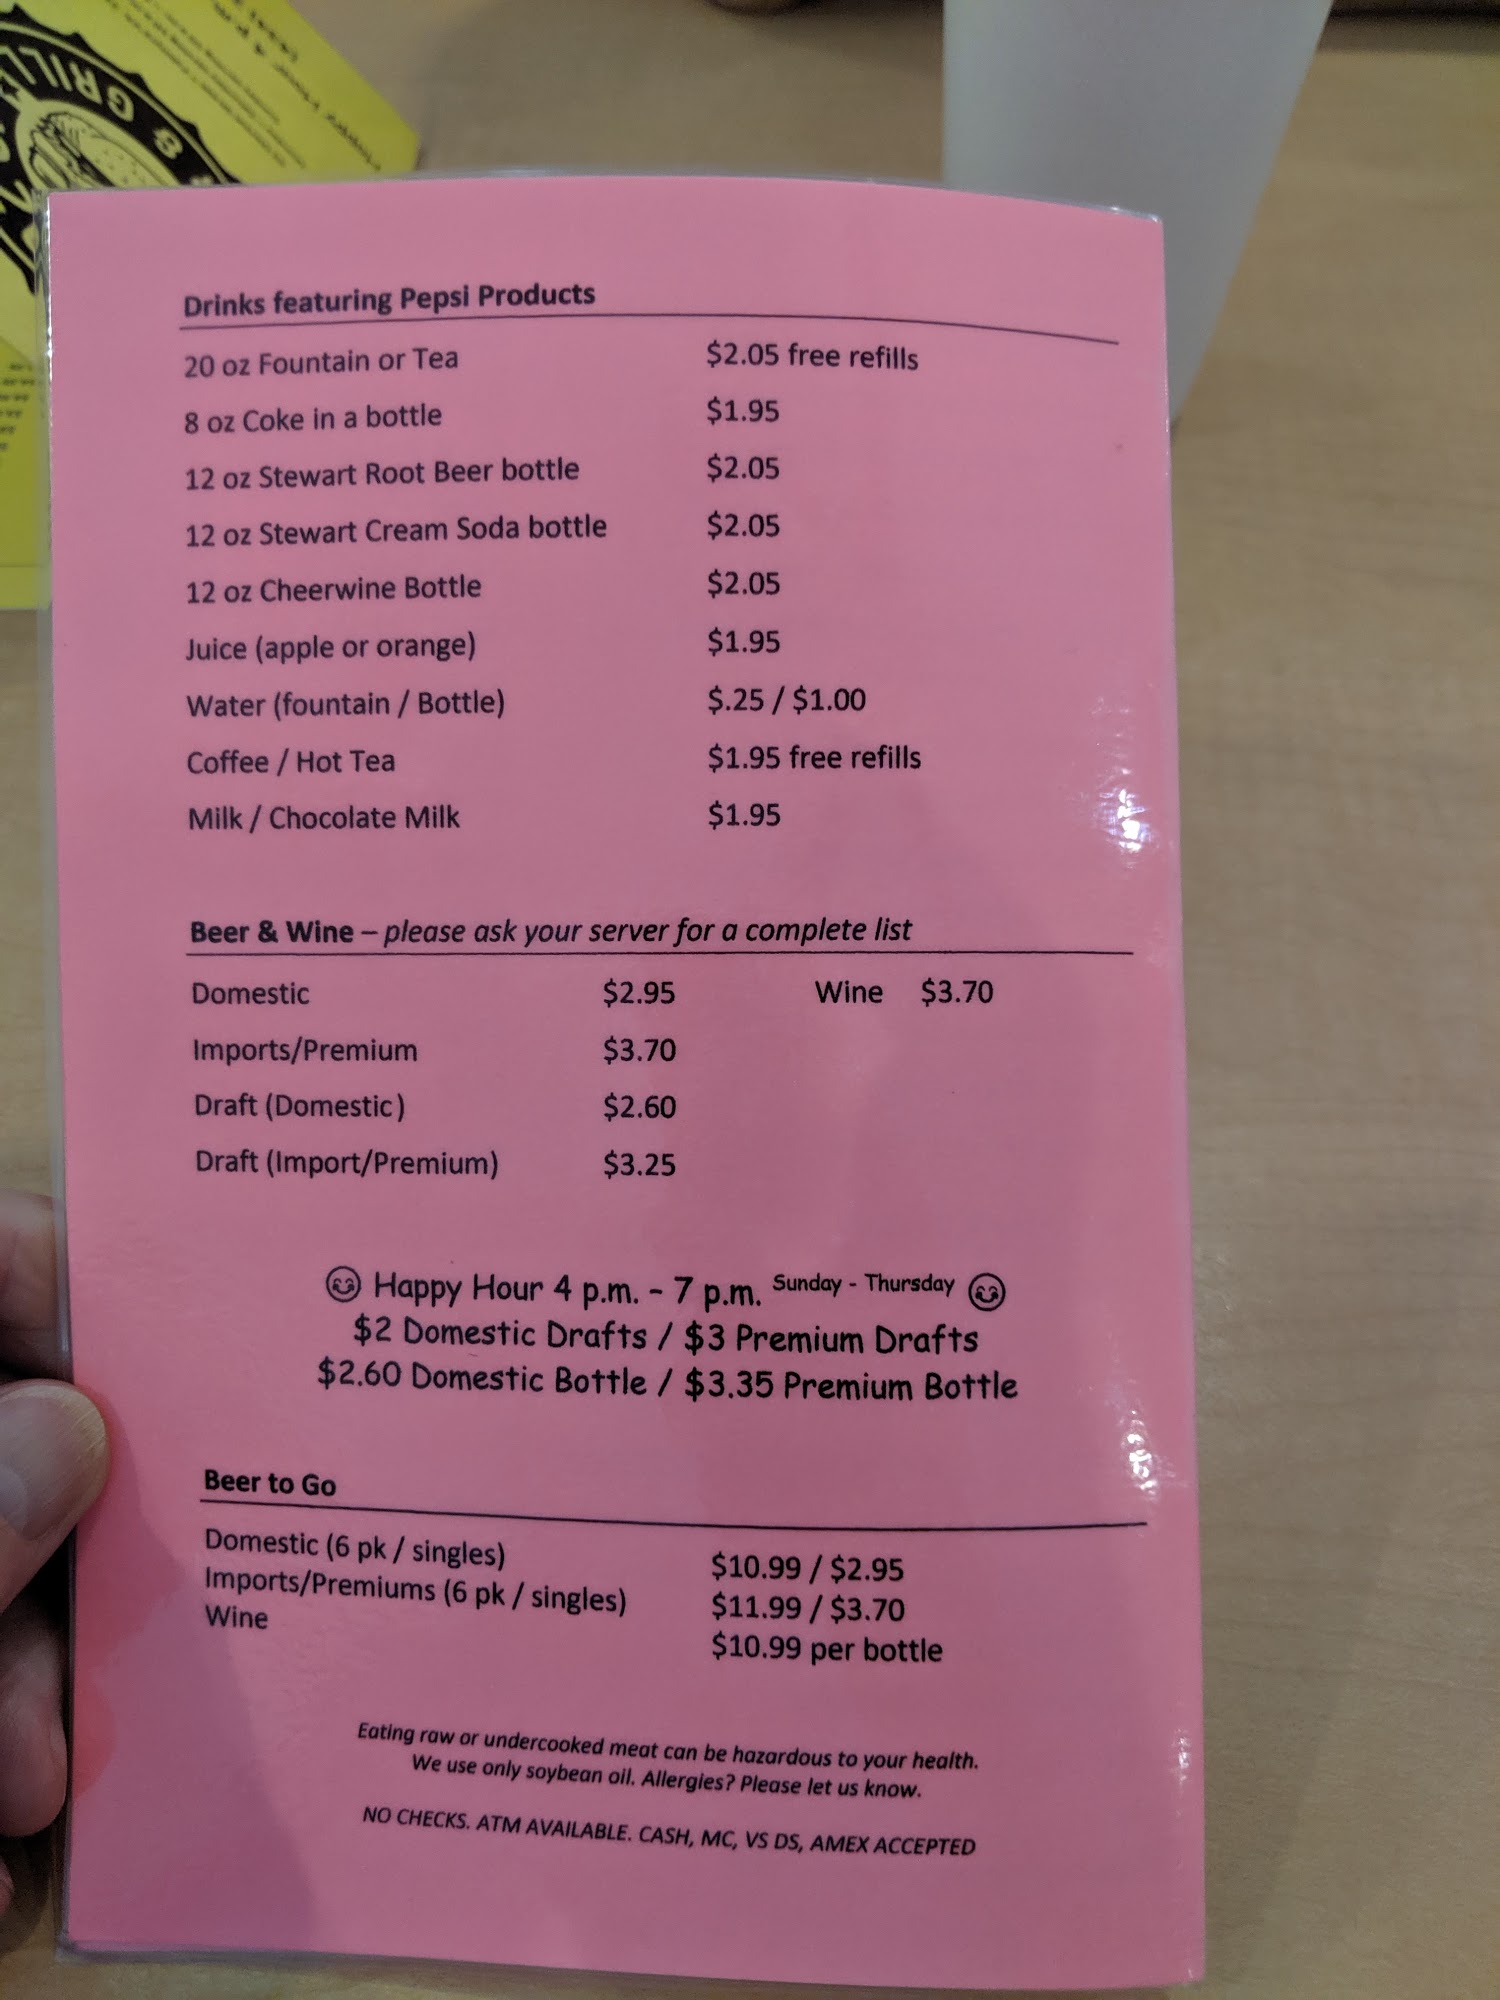 & GRILL
Drinks featuring Pepsi Products
20 oz Fountain or Tea $2.05 free refills
8 oz Coke in a bottle $1.95
12 oz Stewart Root Beer bottle $2.05
12 oz Stewart Cream Soda bottle $2.05
12 oz Cheerwine Bottle $2.05
Juice (apple or orange) $1.95
Water (fountain / Bottle) $.25 / $1.00
Coffee / Hot Tea $1.95 free refills
Milk / Chocolate Milk $1.95
Beer & Wine – please ask your server for a complete list
Domestic $2.95 Wine $3.70
Imports/Premium $3.70
Draft (Domestic) $2.60
Draft (Import/Premium) $3.25
Happy Hour 4 p.m. - 7 p.m. Sunday - Thursday
$2 Domestic Drafts / $3 Premium Drafts
$2.60 Domestic Bottle / $3.35 Premium Bottle
Beer to Go
Domestic (6 pk / singles) $10.99 / $2.95
Imports/Premiums (6 pk / singles) $11.99 / $3.70
Wine $10.99 per bottle
Eating raw or undercooked meat can be hazardous to your health.
We use only soybean oil. Allergies? Please let us know.
NO CHECKS. ATM AVAILABLE. CASH, MC, VS DS, AMEX ACCEPTED